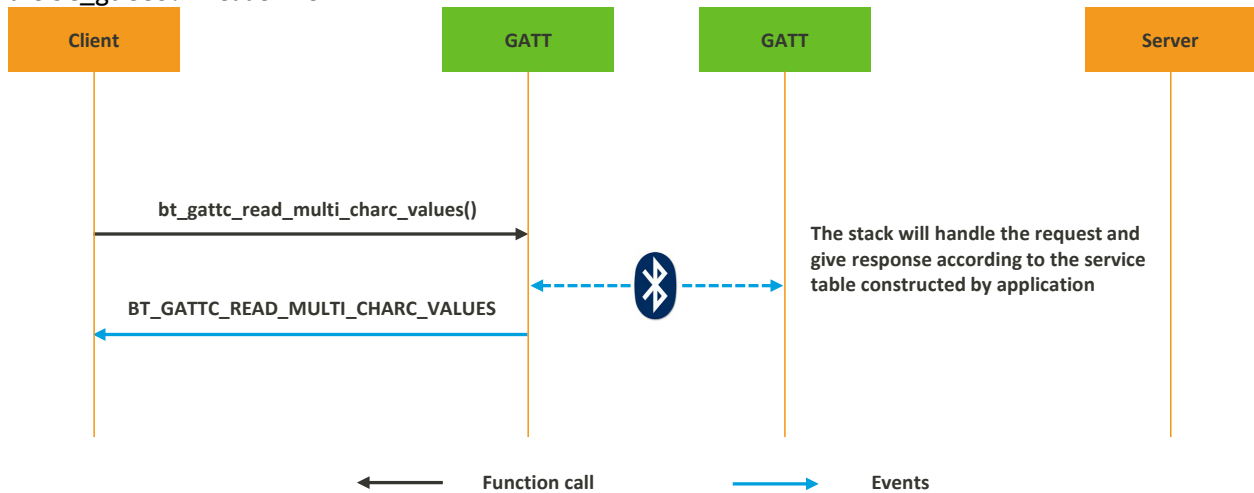 Client
GATT
GATT
Server
bt_gattc_read_multi_charc_values()
The stack will handle the request and
give response according to the service
table constructed by application
BT_GATTC_READ_MULTI_CHARC_VALUES
Function call
Events